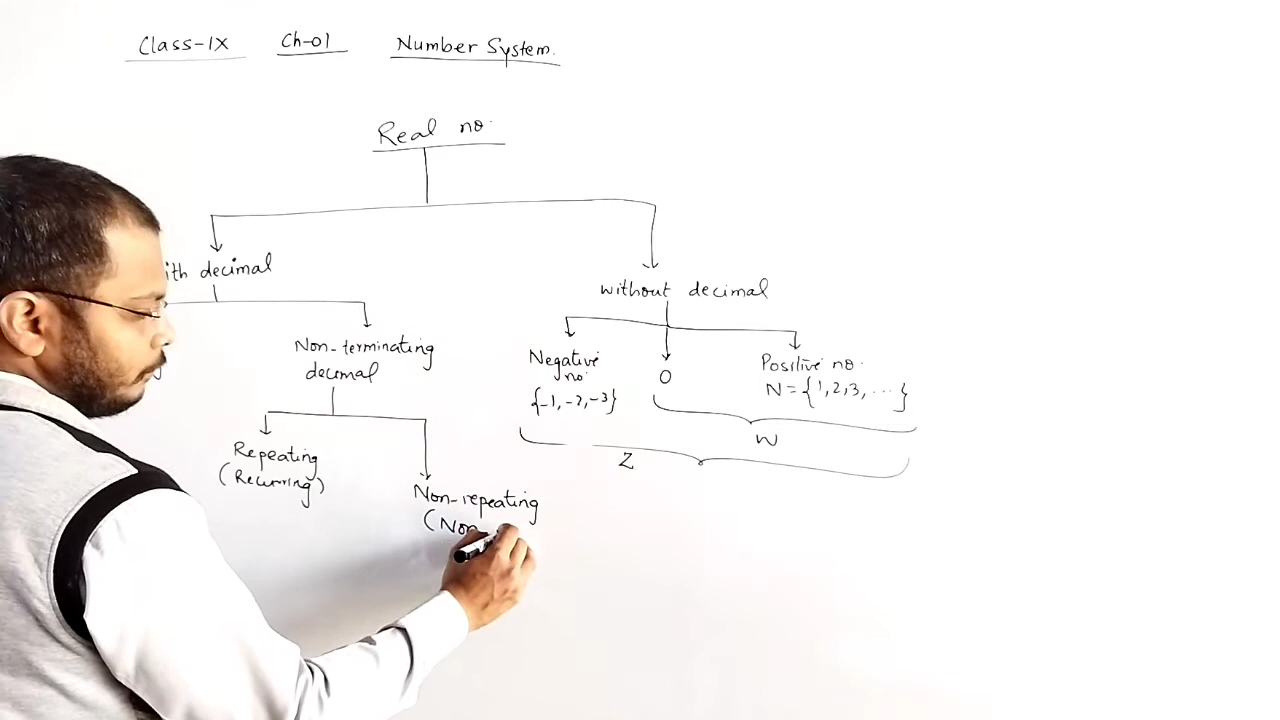 Class-IX Ch-01 Number System.
Real no.
ith decimal
without decimal
Non-terminating
decimal
Negative
no.
{-1, -2, -3}
0
Positive no.
N = {1, 2, 3, ....}
W
Z
Repeating
(Recurring)
Non-repeating
(Non